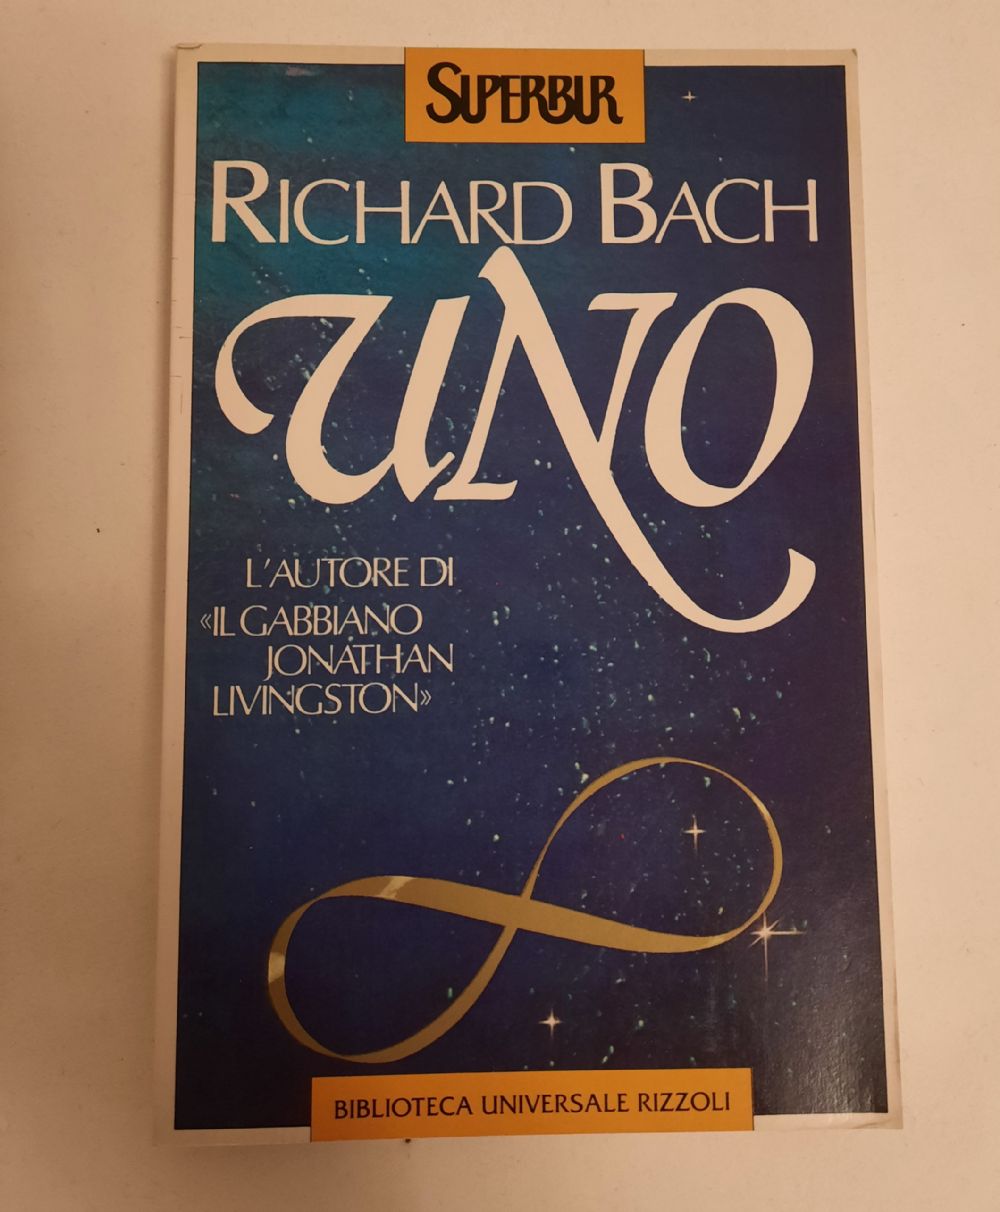 SUPERBUR
RICHARD BACH
UNO
L'AUTORE DI
«IL GABBIANO
JONATHAN
LIVINGSTON»
BIBLIOTECA UNIVERSALE RIZZOLI